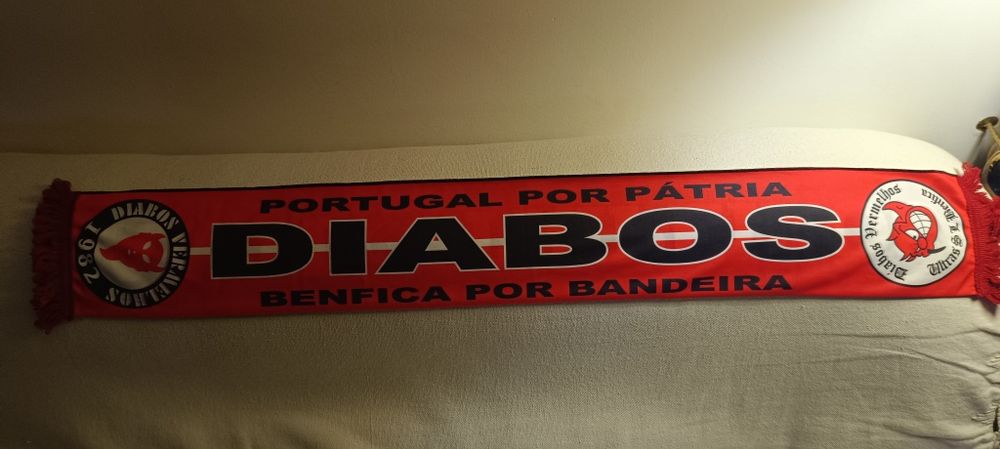 DIABOS VERMELHOS
1982
PORTUGAL POR PÁTRIA
DIABOS
BENFICA POR BANDEIRA
Diabos Vermelhos
Ultras S.L.Benfica